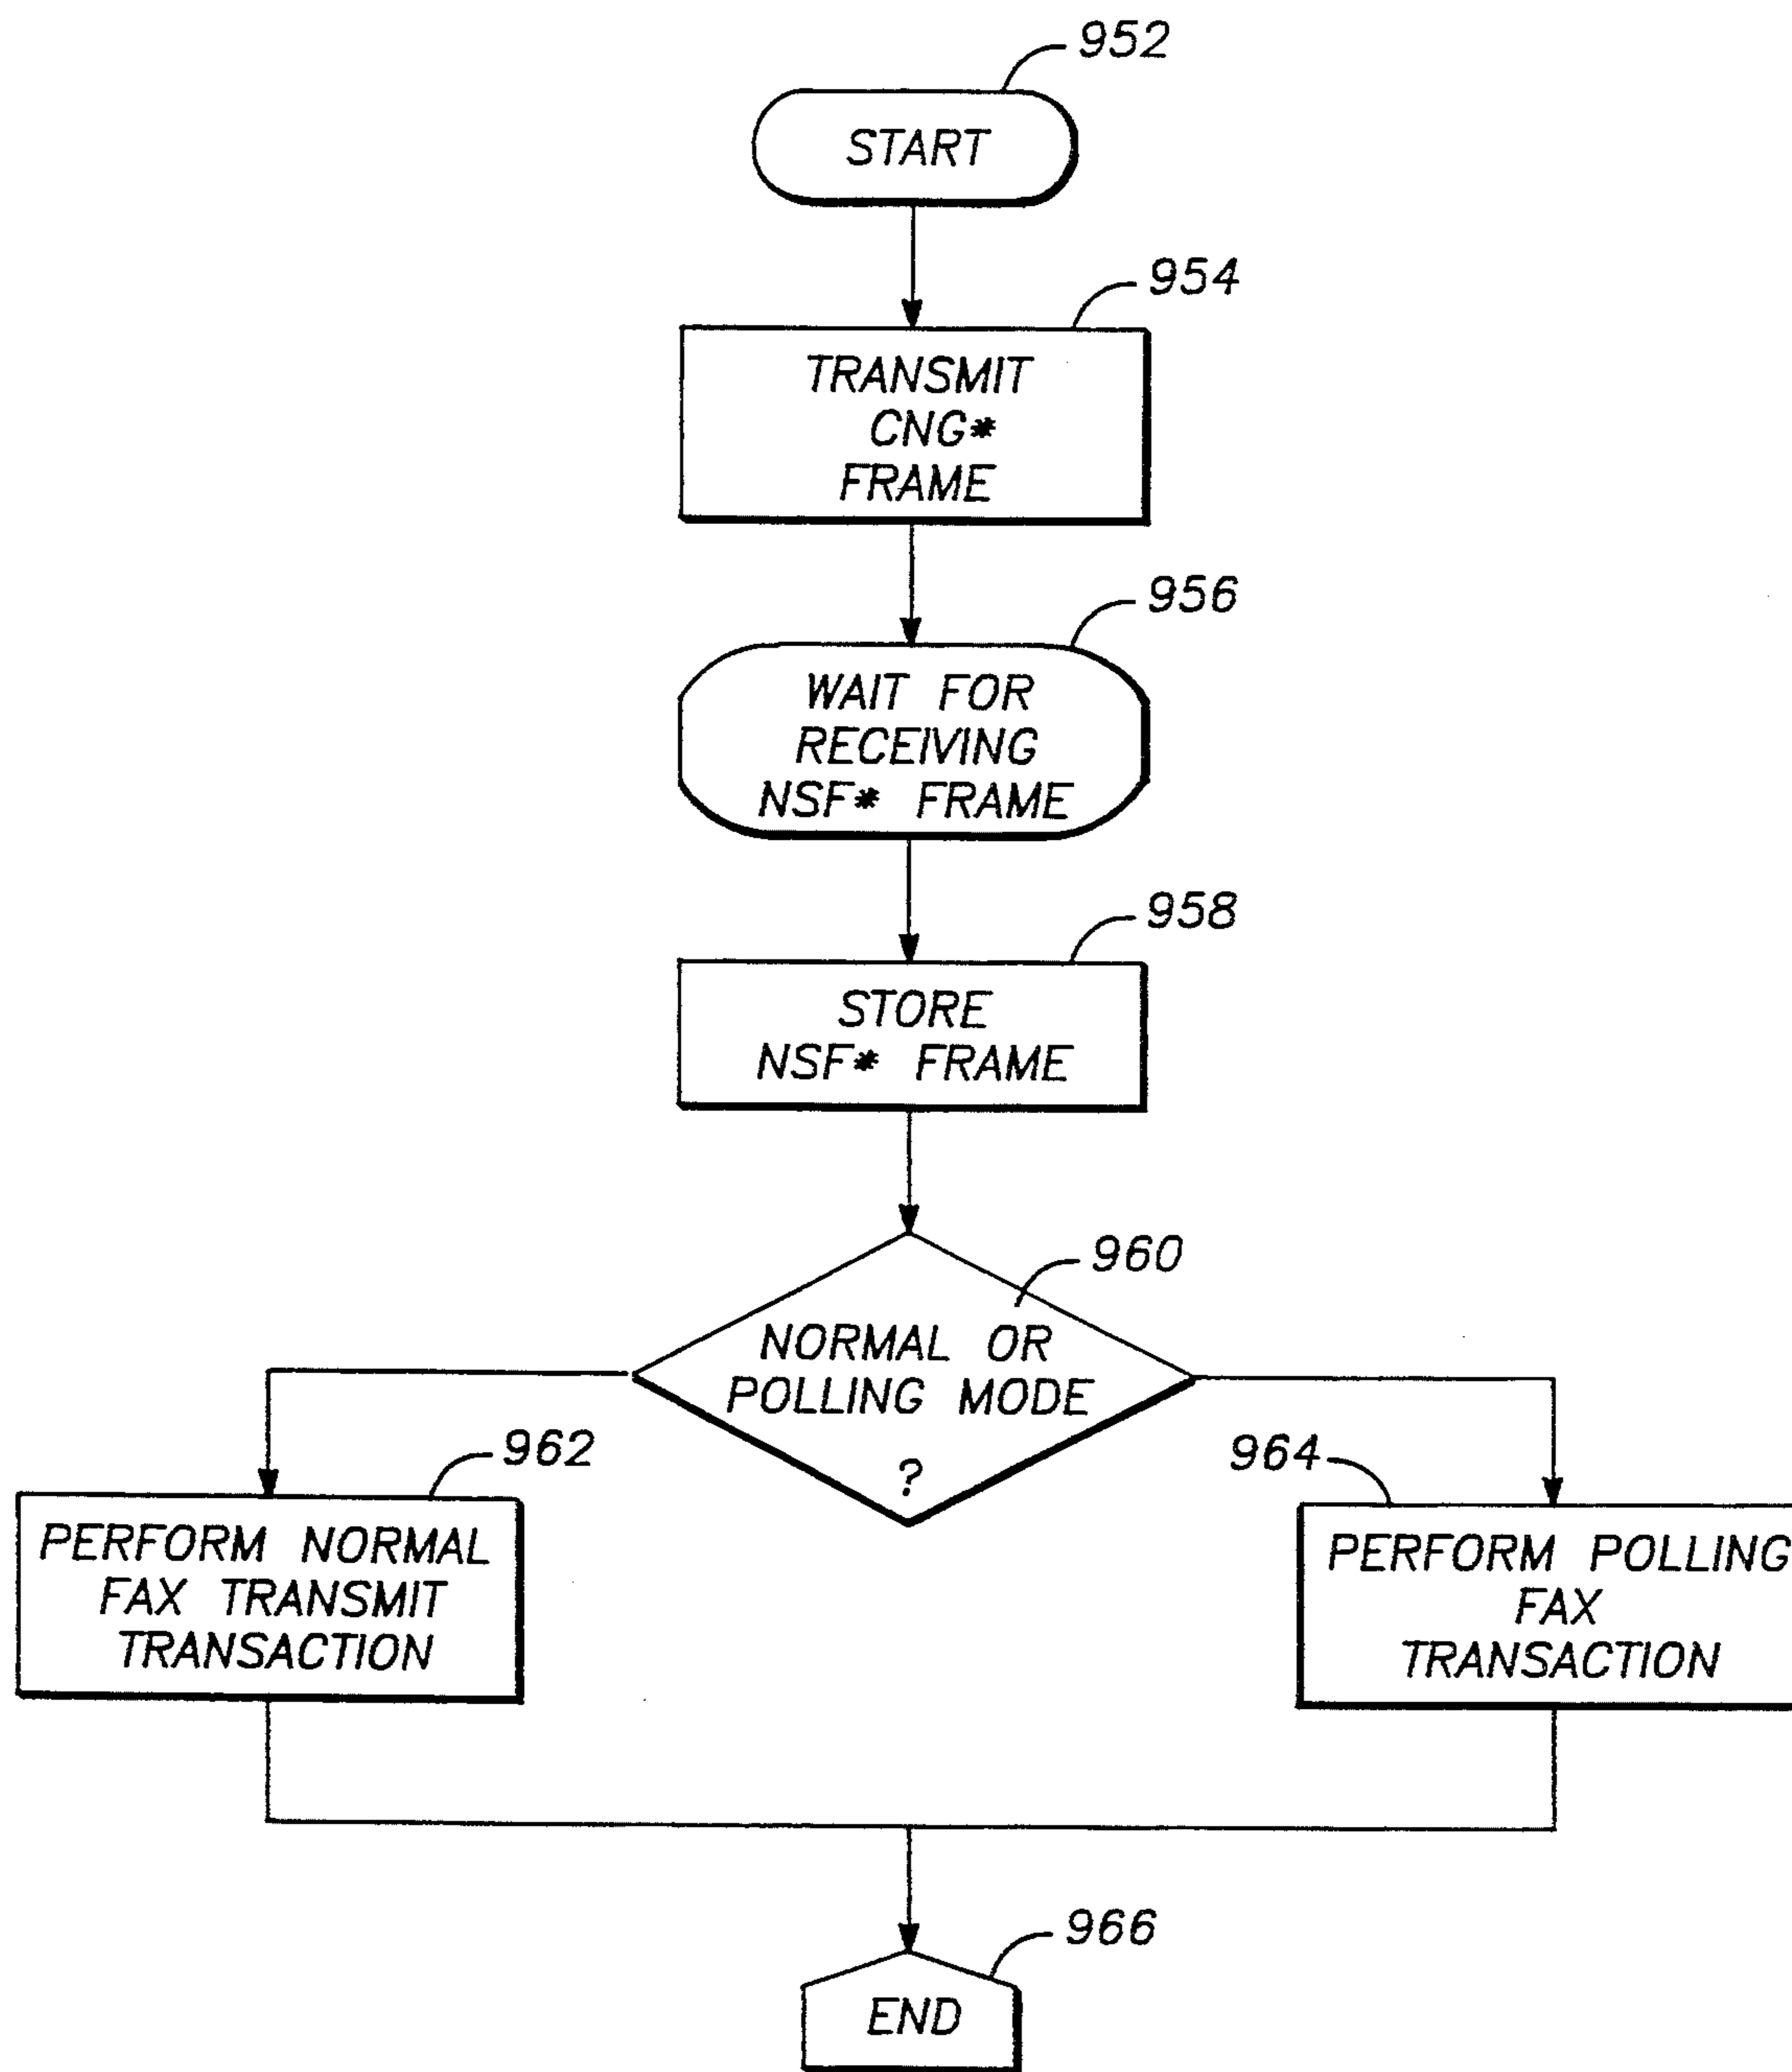 952
START
954
TRANSMIT
CNG*
FRAME
956
WAIT FOR
RECEIVING
NSF* FRAME
958
STORE
NSF* FRAME
960
NORMAL OR
POLLING MODE
?
962
PERFORM NORMAL
FAX TRANSMIT
TRANSACTION
964
PERFORM POLLING
FAX
TRANSACTION
966
END